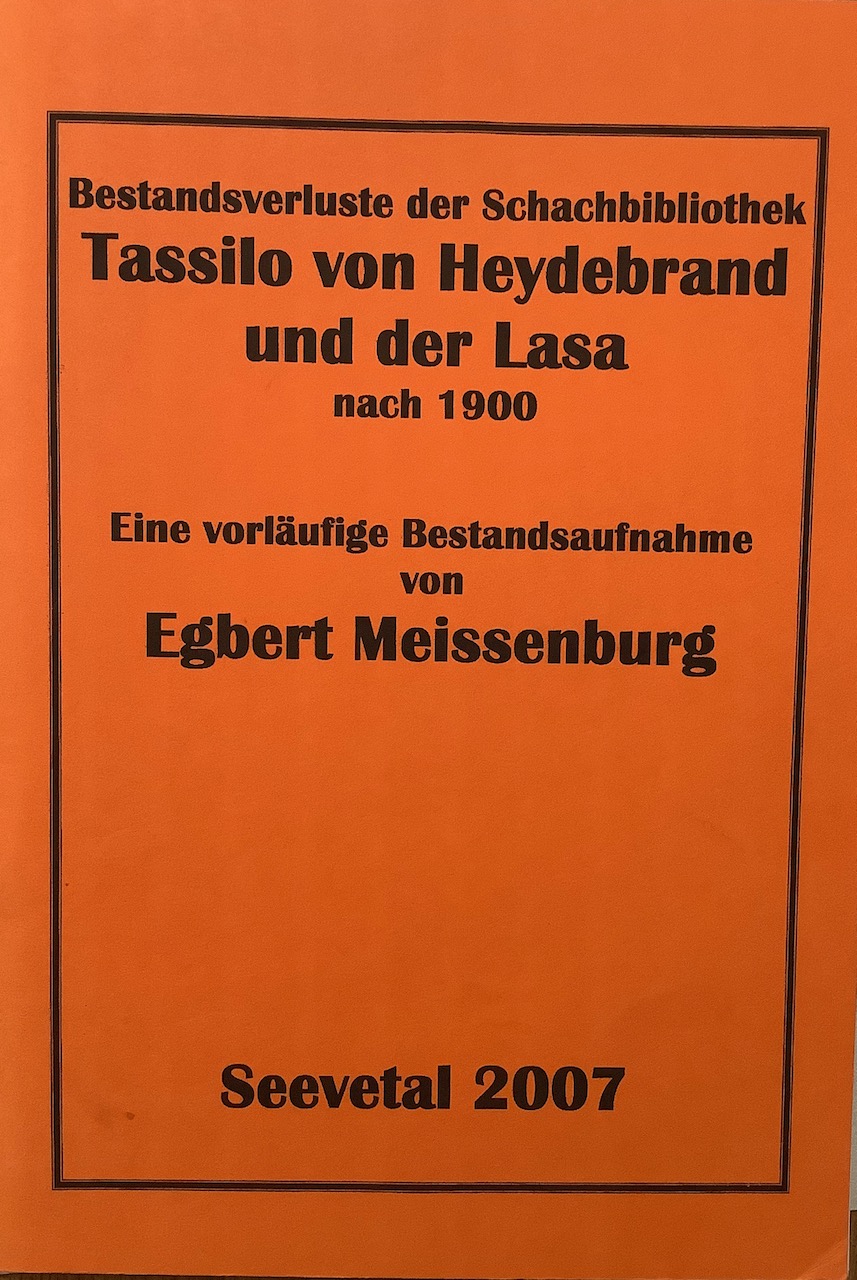 Bestandsverluste der Schachbibliothek
Tassilo von Heydebrand
und der Lasa
nach 1900
Eine vorläufige Bestandsaufnahme
von
Egbert Meissenburg
Seevetal 2007